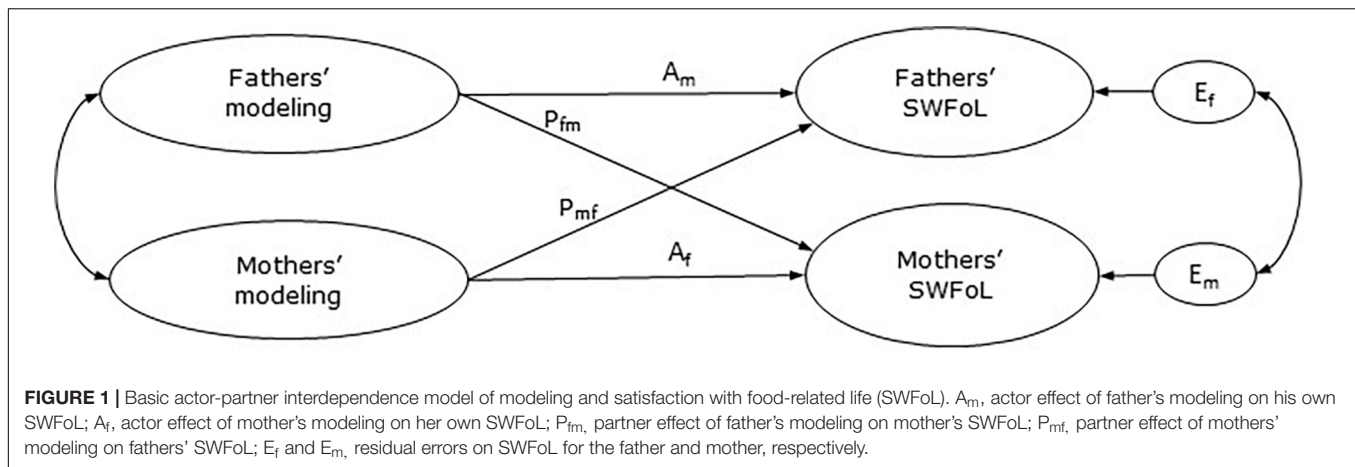 Fathers'
modeling
A_m
Fathers'
SWFoL
E_f
P_fm
P_mf
Mothers'
modeling
A_f
Mothers'
SWFoL
E_m
FIGURE 1 | Basic actor-partner interdependence model of modeling and satisfaction with food-related life (SWFoL). A_m, actor effect of father's modeling on his own
SWFoL; A_f, actor effect of mother's modeling on her own SWFoL; P_fm, partner effect of father's modeling on mother's SWFoL; P_mf, partner effect of mothers'
modeling on fathers' SWFoL; E_f and E_m, residual errors on SWFoL for the father and mother, respectively.